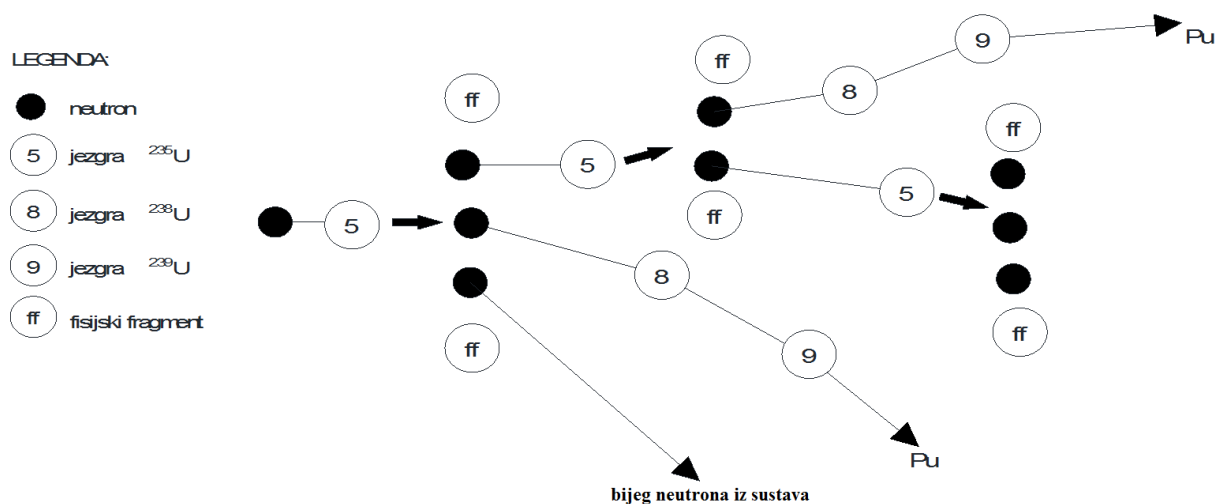 LEGENDA:
neutron
5 jezgra ²³⁵U
8 jezgra ²³⁸U
9 jezgra ²³⁹U
ff fisijski fragment
5
ff
ff
5
8
9
Pu
ff
ff
8
9
Pu
5
ff
ff
bijeg neutrona iz sustava